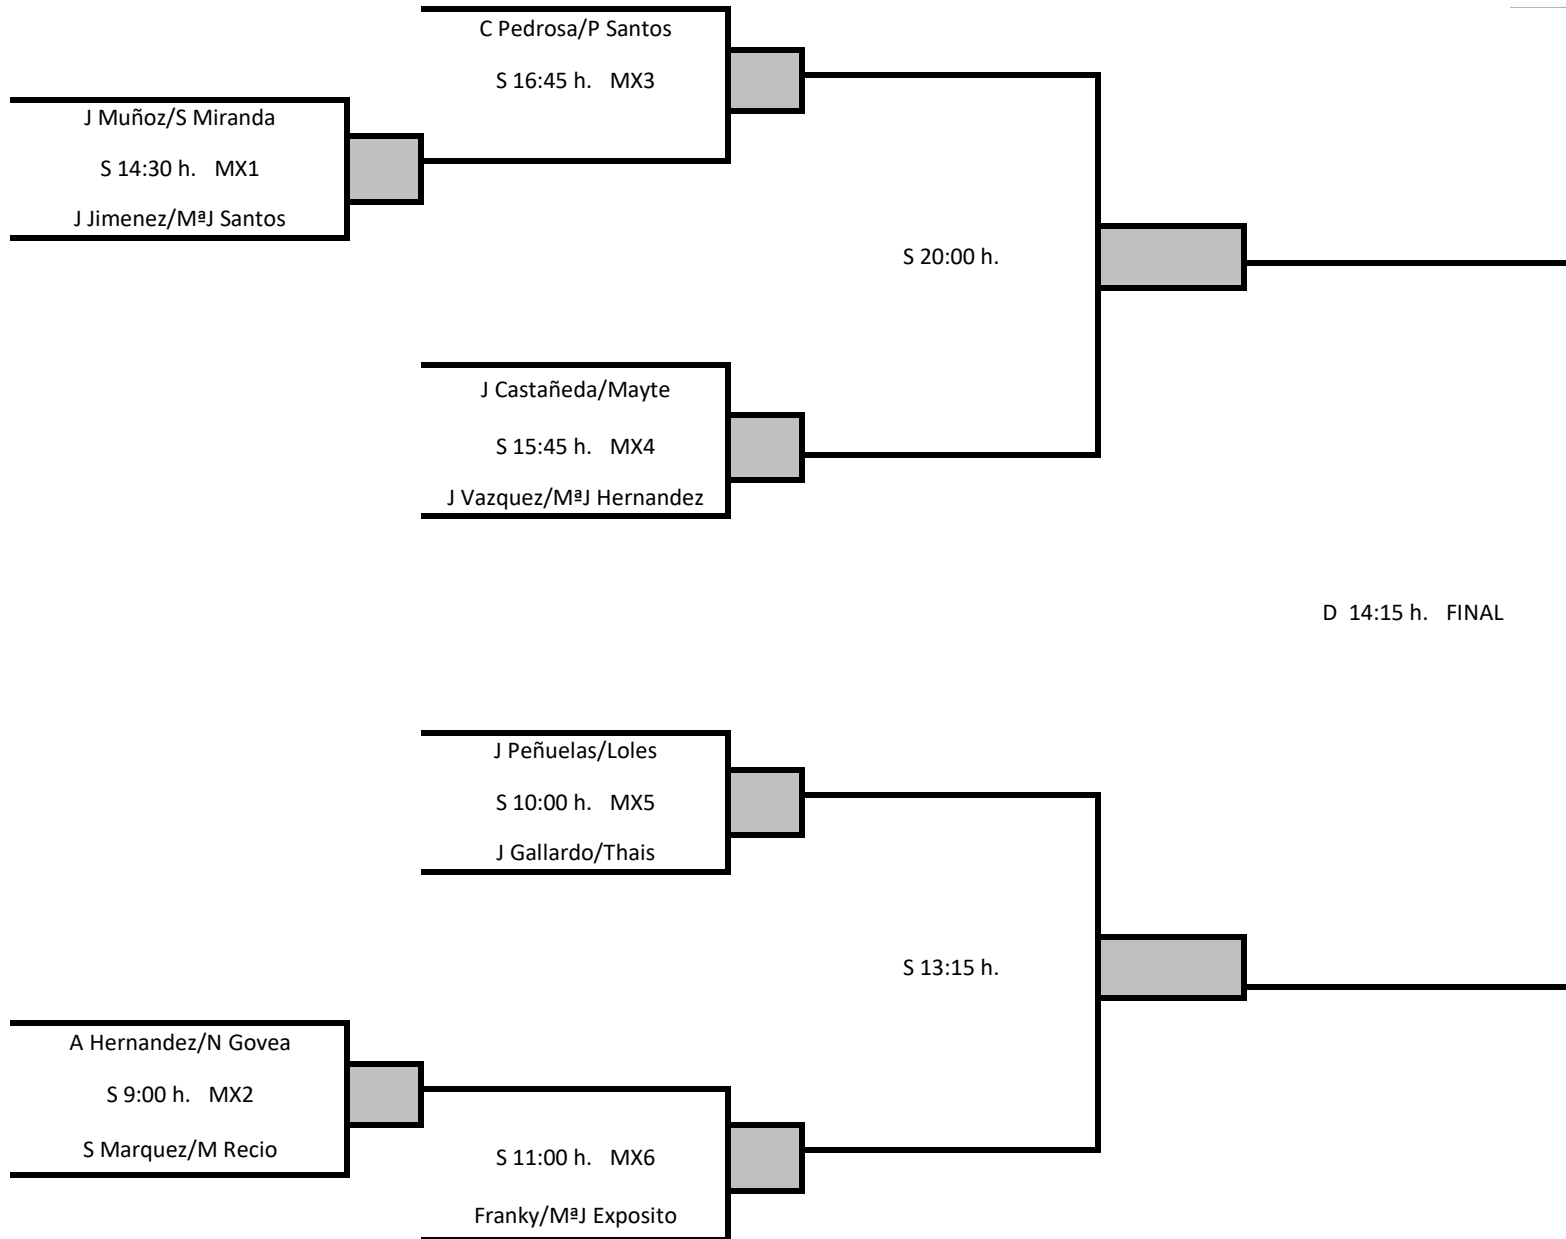 C Pedrosa/P Santos
S 16:45 h. MX3
J Muñoz/S Miranda
S 14:30 h. MX1
J Jimenez/MªJ Santos
S 20:00 h.
J Castañeda/Mayte
S 15:45 h. MX4
J Vazquez/MªJ Hernandez
D 14:15 h. FINAL
J Peñuelas/Loles
S 10:00 h. MX5
J Gallardo/Thais
S 13:15 h.
A Hernandez/N Govea
S 9:00 h. MX2
S Marquez/M Recio
S 11:00 h. MX6
Franky/MªJ Exposito